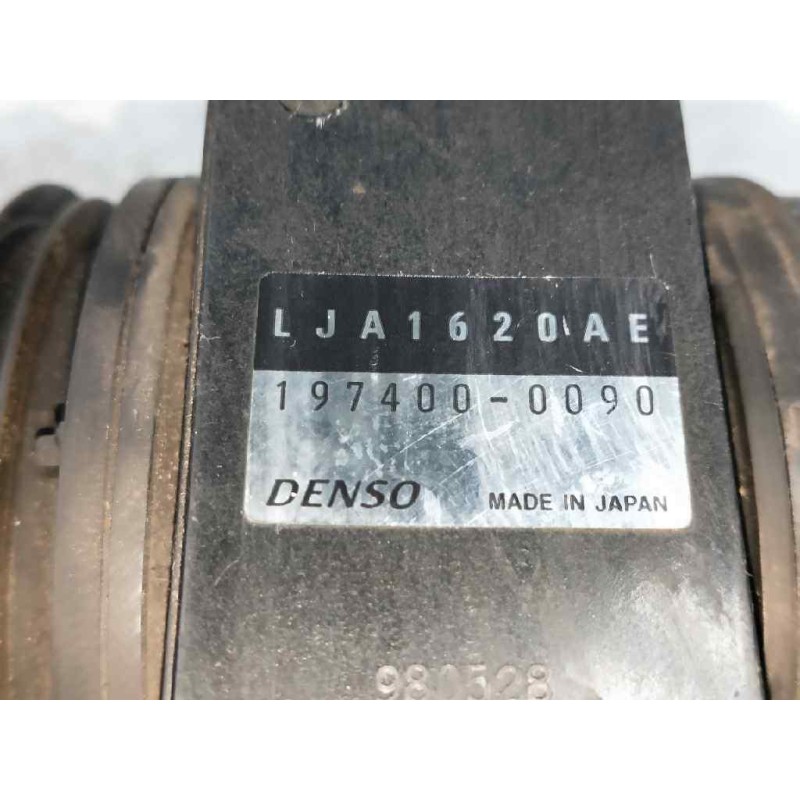 LJA1620AE
197400-0090
DENSO MADE IN JAPAN
980528